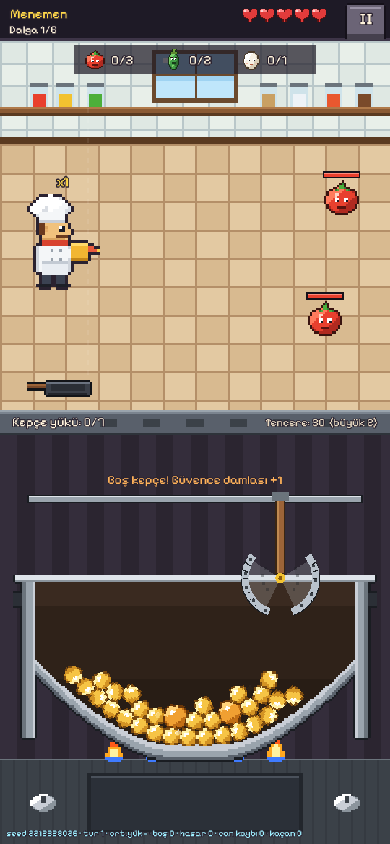 Menemen
Dalga 1/6
II
0/3
0/2
0/1
x1
Kepçe yükü: 0/7
Tencere: 30 (büyük 2)
Boş kepçe! Güvence damlası +1